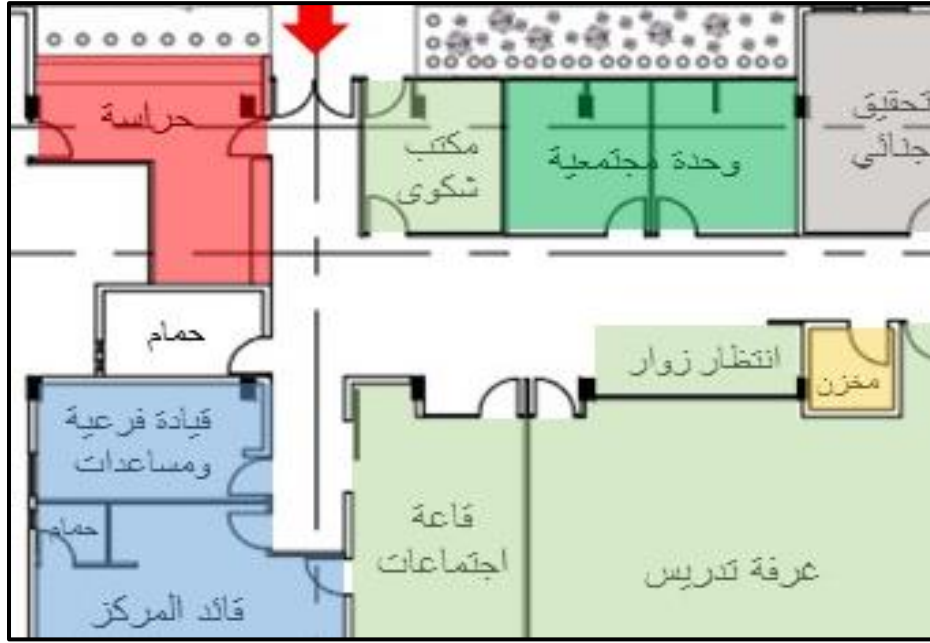 حراسة
مكتب
شكوى
وحدة مجتمعية
تحقيق
جنائي
حمام
انتظار زوار
مخزن
قيادة فرعية
ومساعدات
حمام
قاعة
اجتماعات
غرفة تدريس
قائد المركز